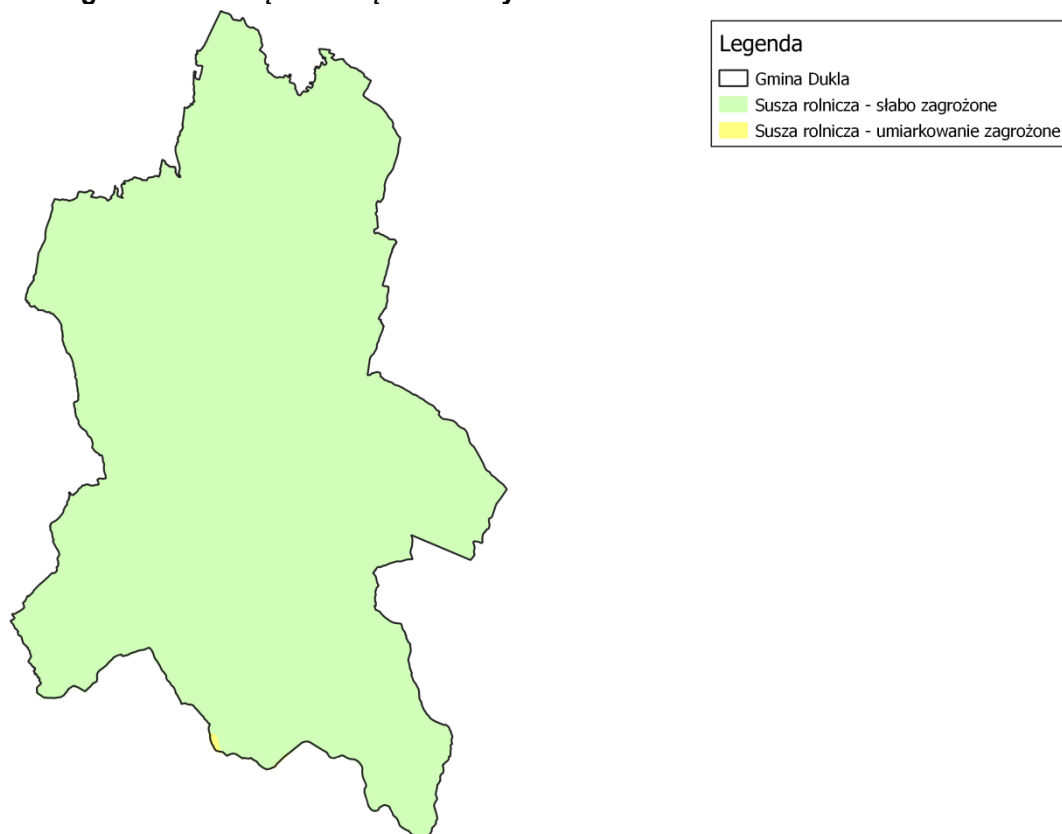 Legenda
Gmina Dukla
Susza rolnicza - słabo zagrożone
Susza rolnicza - umiarkowanie zagrożone